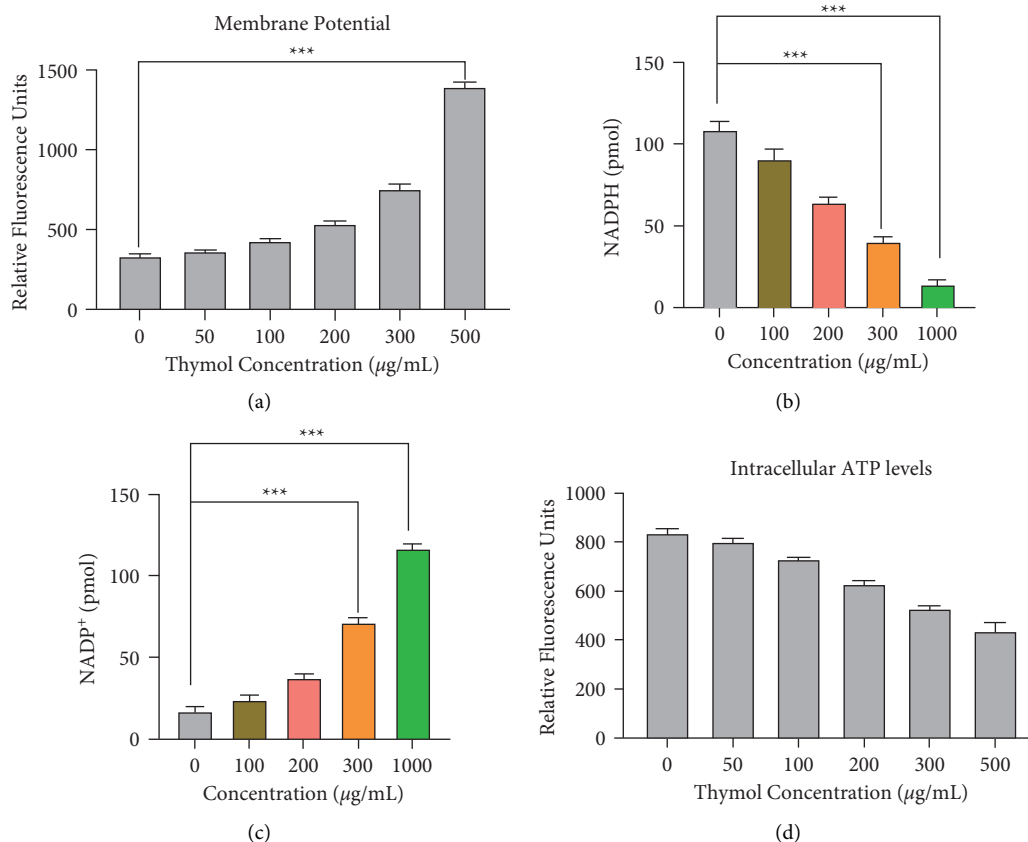 Membrane Potential
***
Relative Fluorescence Units
1500
1000
500
0
0 50 100 200 300 500
Thymol Concentration (μg/mL)
(a)
***
***
NADPH (pmol)
150
100
50
0
0 100 200 300 1000
Concentration (μg/mL)
(b)
***
***
NADP+ (pmol)
150
100
50
0
0 100 200 300 1000
Concentration (μg/mL)
(c)
Intracellular ATP levels
Relative Fluorescence Units
1000
800
600
400
200
0
0 50 100 200 300 500
Thymol Concentration (μg/mL)
(d)